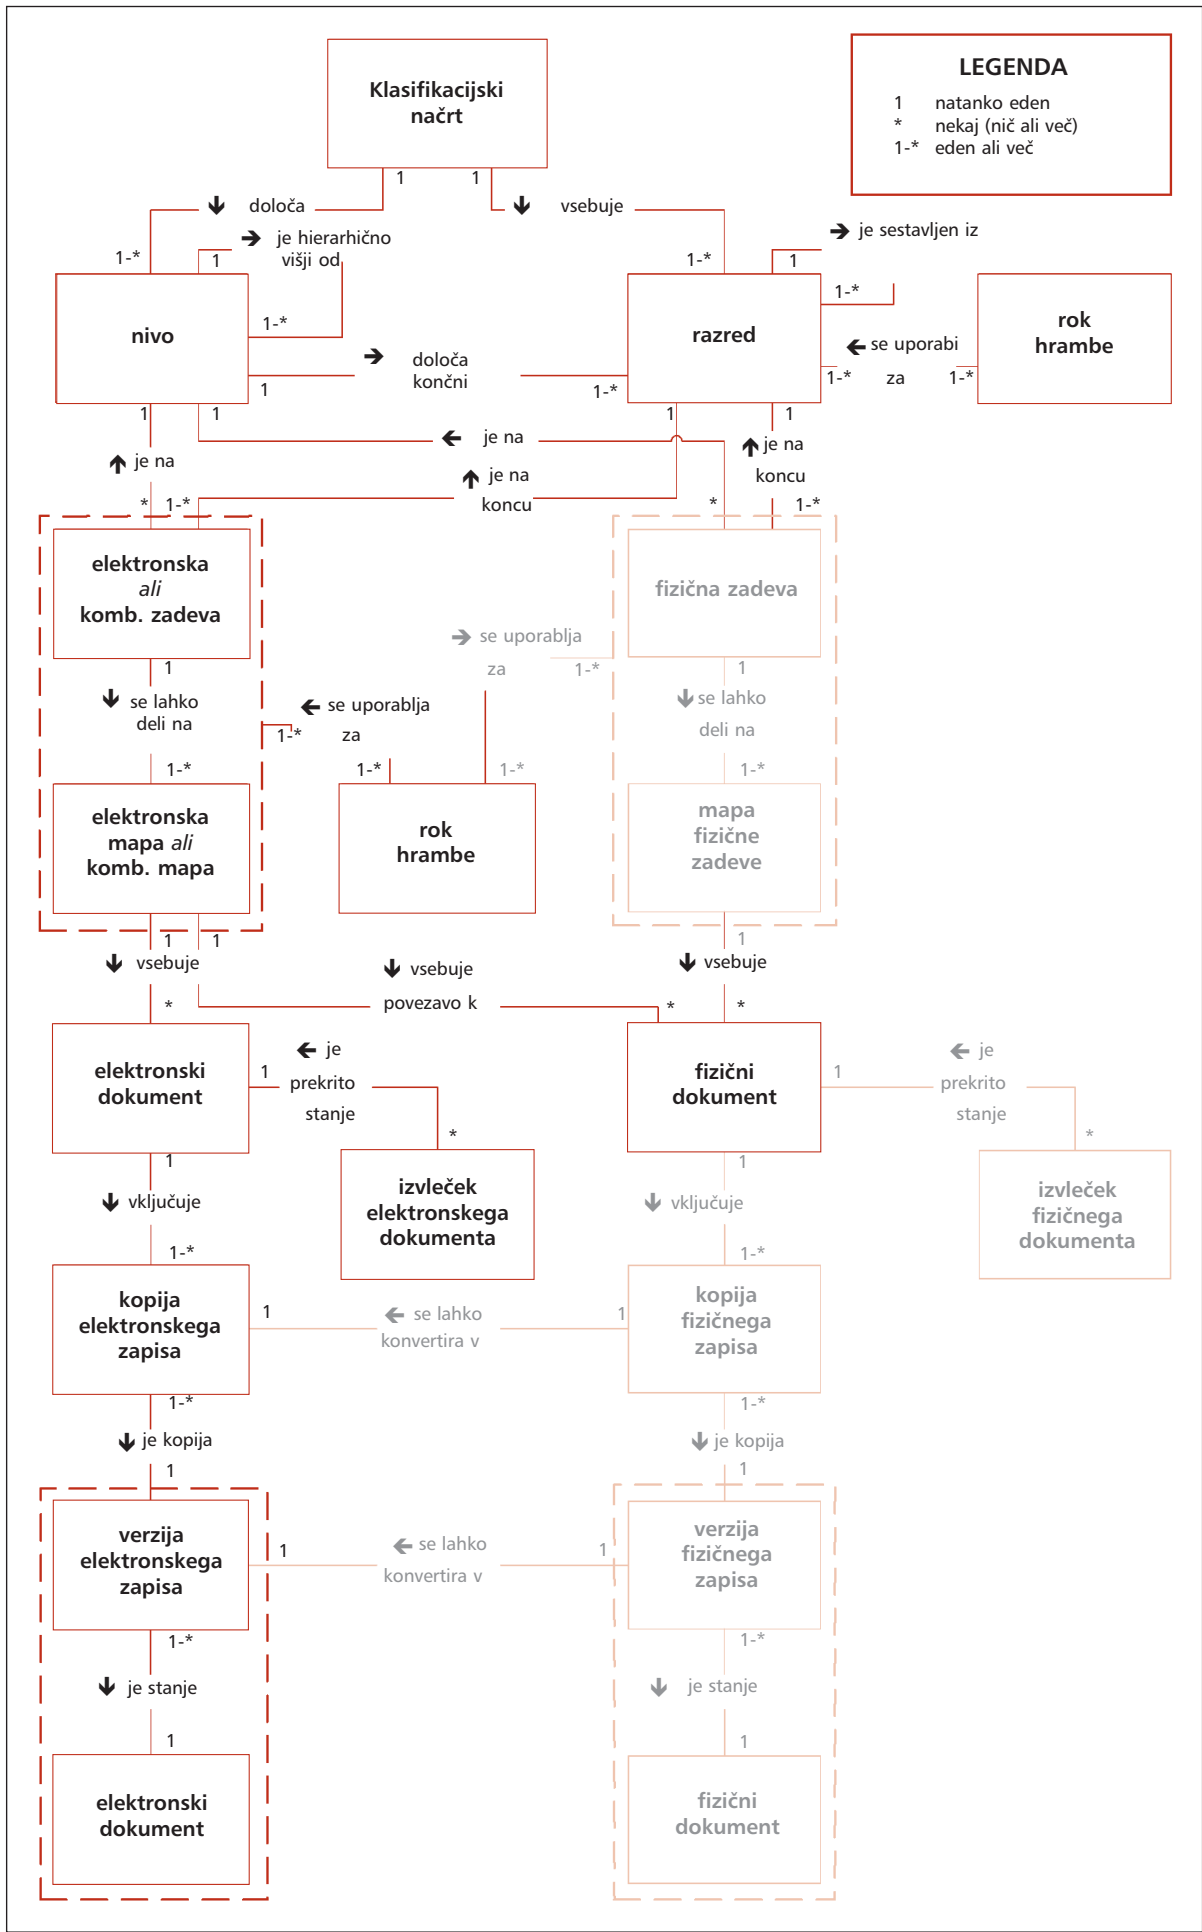 Klasifikacijski
načrt
LEGENDA
1 natanko eden
* nekaj (nič ali več)
1-* eden ali več
1 1
določa
vsebuje
1-* 1
je hierarhično
višji od
1-* 1
je sestavljen iz
nivo
1-*
razred
1-*
rok
hrambe
se uporabi
za
1-* 1-*
določa
končni
1 1-*
1 1 1 1
je na
je na
je na
koncu
je na
koncu
* 1-* * 1-*
elektronska
ali
komb. zadeva
fizična zadeva
1
se lahko
deli na
1-*
se uporablja
za
1-*
se uporablja
za
1-*
1
se lahko
deli na
1-*
1-* 1-*
elektronska
mapa ali
komb. mapa
rok
hrambe
mapa
fizične
zadeve
1 1 1
vsebuje
vsebuje
povezavo k
vsebuje
* * *
elektronski
dokument
1
je
prekrito
stanje
*
fizični
dokument
1
je
prekrito
stanje
*
izvleček
elektronskega
dokumenta
izvleček
fizičnega
dokumenta
1
vključuje
1-*
1
vključuje
1-*
kopija
elektronskega
zapisa
1
se lahko
konvertira v
1
kopija
fizičnega
zapisa
1-*
je kopija
1
1-*
je kopija
1
verzija
elektronskega
zapisa
1
se lahko
konvertira v
1
verzija
fizičnega
zapisa
1-*
je stanje
1
1-*
je stanje
1
elektronski
dokument
fizični
dokument